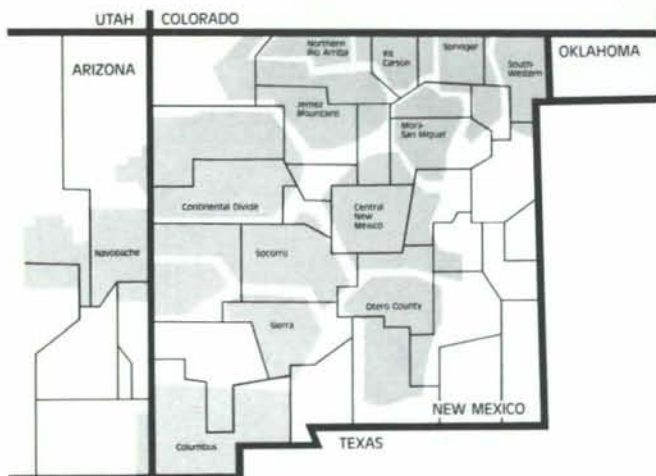 UTAH
COLORADO
ARIZONA
OKLAHOMA
Northern
Rio Arriba
Kit
Carson
Springer
South-
Western
Jemez
Mountains
Mora-
San Miguel
Continental Divide
Central
New
Mexico
Navopache
Socorro
Otero County
Sierra
NEW MEXICO
Columbus
TEXAS